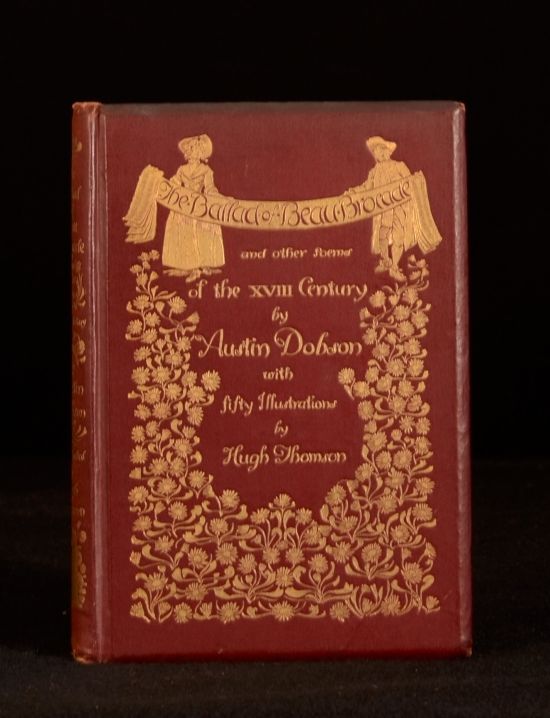 The Ballad of Beau Brocade
and other Poems
of the XVIII Century
by
Austin Dobson
with
fifty Illustrations
by
Hugh Thomson